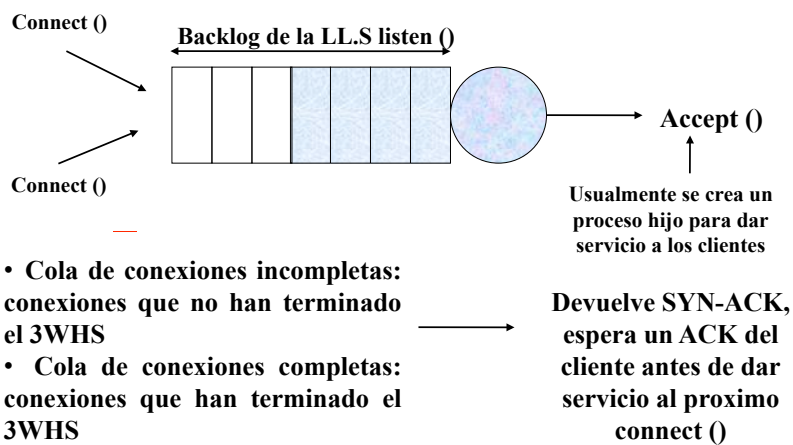 Connect ()
Backlog de la LL.S listen ()
Accept ()
Connect ()
Usualmente se crea un
proceso hijo para dar
servicio a los clientes
• Cola de conexiones incompletas:
conexiones que no han terminado
el 3WHS
• Cola de conexiones completas:
conexiones que han terminado el
3WHS
Devuelve SYN-ACK,
espera un ACK del
cliente antes de dar
servicio al proximo
connect ()